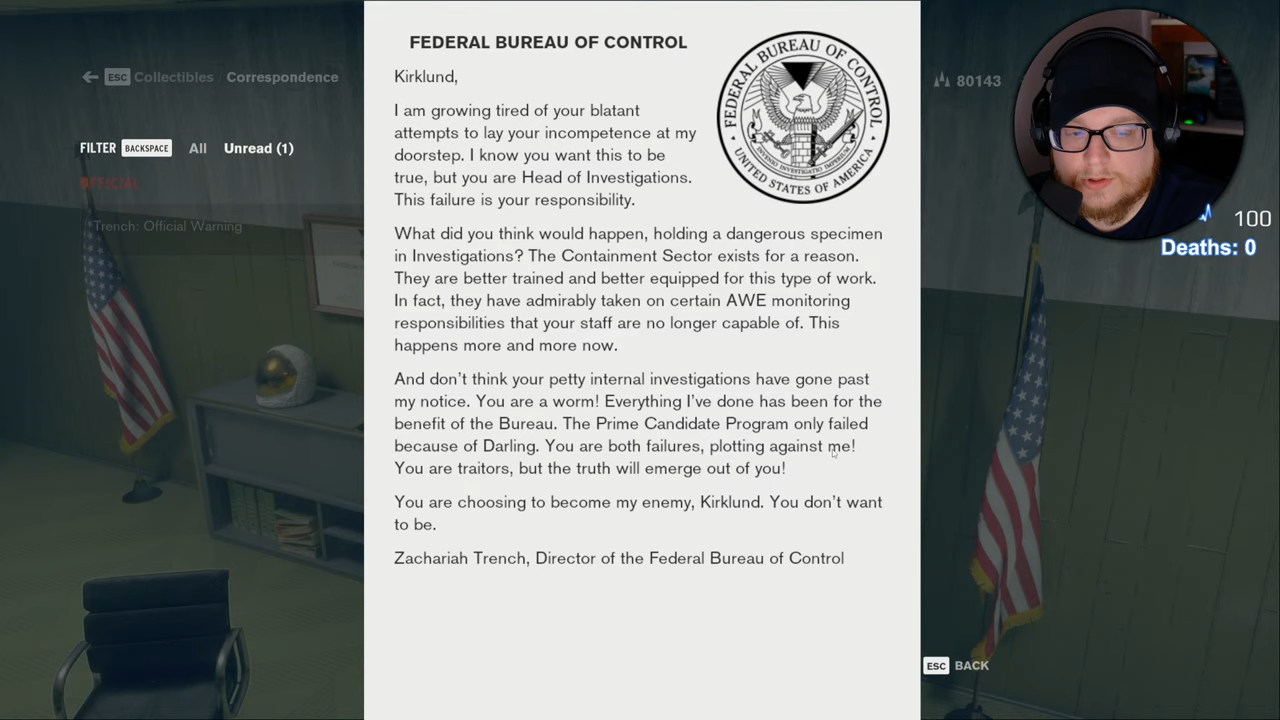 FEDERAL BUREAU OF CONTROL
Kirklund,
I am growing tired of your blatant
attempts to lay your incompetence at my
doorstep. I know you want this to be
true, but you are Head of Investigations.
This failure is your responsibility.
What did you think would happen, holding a dangerous specimen
in Investigations? The Containment Sector exists for a reason.
They are better trained and better equipped for this type of work.
In fact, they have admirably taken on certain AWE monitoring
responsibilities that your staff are no longer capable of. This
happens more and more now.
And don't think your petty internal investigations have gone past
my notice. You are a worm! Everything I've done has been for the
benefit of the Bureau. The Prime Candidate Program only failed
because of Darling. You are both failures, plotting against me!
You are traitors, but the truth will emerge out of you!
You are choosing to become my enemy, Kirklund. You don't want
to be.
Zachariah Trench, Director of the Federal Bureau of Control
FEDERAL BUREAU OF CONTROL
UNITED STATES OF AMERICA
ESC Collectibles Correspondence
FILTER BACKSPACE All Unread (1)
OFFICIAL
Trench: Official Warning
80143
100
Deaths: 0
ESC BACK